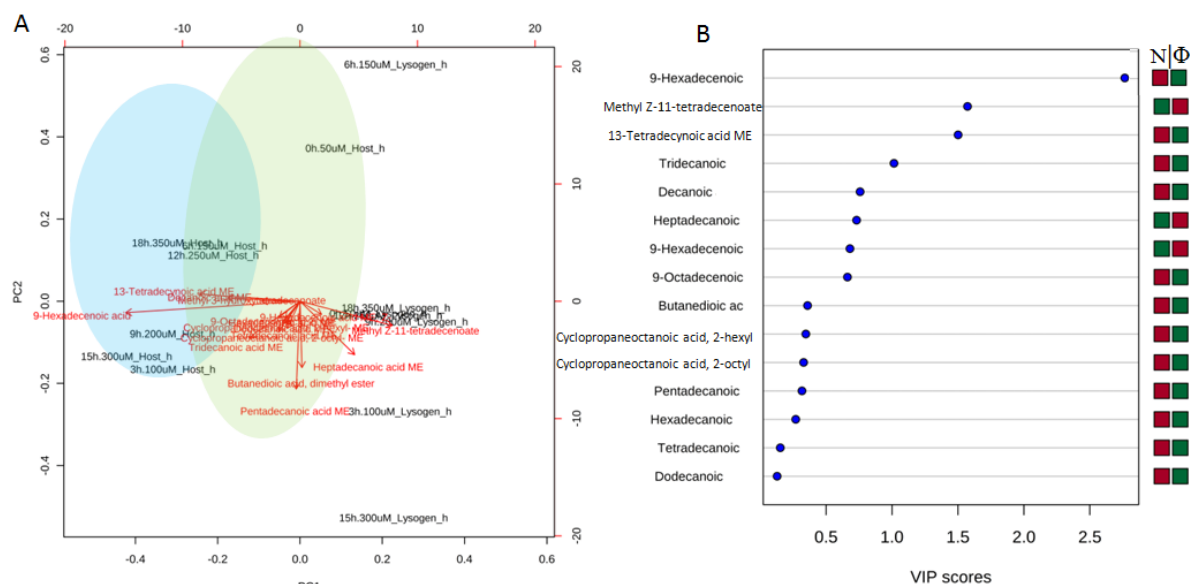 A
-20
-10
0
10
20
0.6
0.4
0.2
0.0
-0.2
-0.4
PC2
20
10
0
-10
-20
-0.4
-0.2
0.0
0.2
0.4
0.6
6h.150uM_Lysogen_h
0h.50uM_Host_h
18h.350uM_Host_h
6h.150uM_Host_h
12h.250uM_Host_h
13-Tetradecynoic acid ME
9-Hexadecenoic acid
18h.350uM_Lysogen_h
Methyl Z-11-tetradecenoate
9h.200uM_Host_h
Tridecanoic acid ME
15h.300uM_Host_h
3h.100uM_Host_h
Heptadecanoic acid ME
Butanedioic acid, dimethyl ester
Pentadecanoic acid ME
3h.100uM_Lysogen_h
15h.300uM_Lysogen_h
B
N|Φ
9-Hexadecenoic
Methyl Z-11-tetradecenoate
13-Tetradecynoic acid ME
Tridecanoic
Decanoic
Heptadecanoic
9-Hexadecenoic
9-Octadecenoic
Butanedioic ac
Cyclopropaneoctanoic acid, 2-hexyl
Cyclopropaneoctanoic acid, 2-octyl
Pentadecanoic
Hexadecanoic
Tetradecanoic
Dodecanoic
0.5
1.0
1.5
2.0
2.5
VIP scores